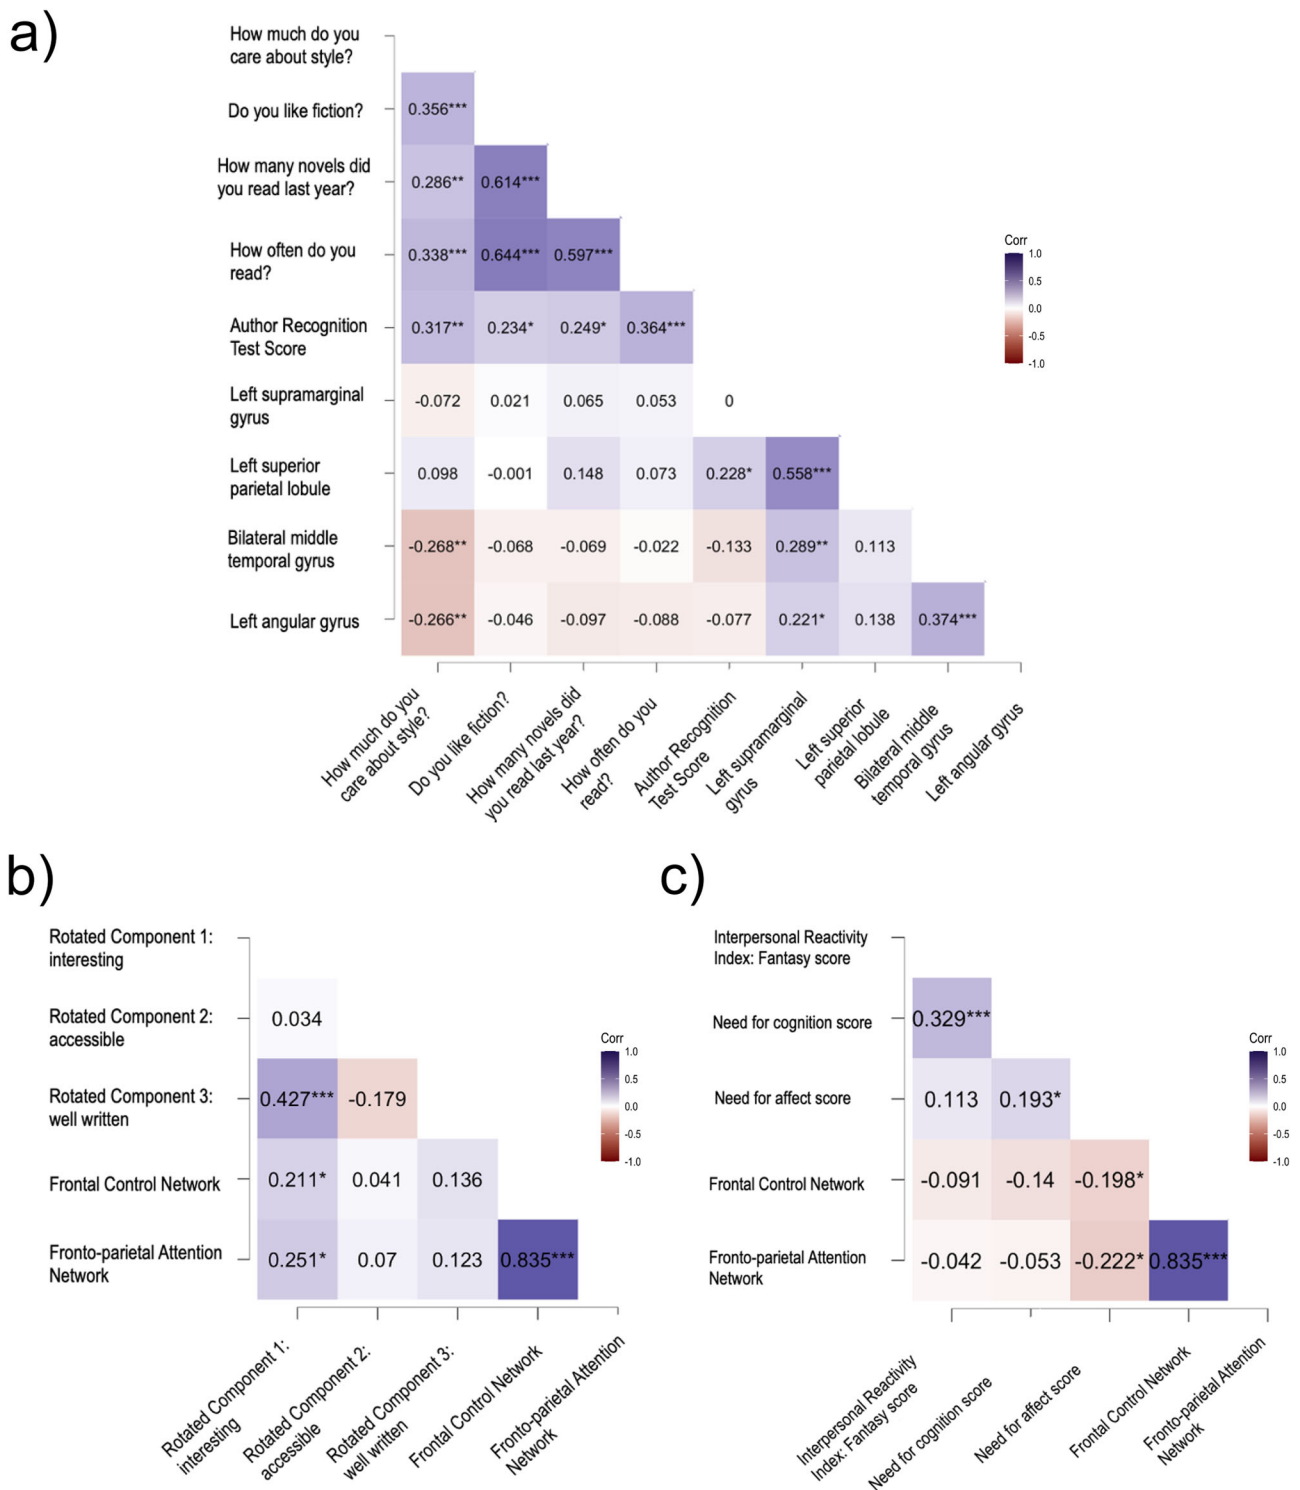 a)
How much do you
care about style?
Do you like fiction?
0.356***
How many novels did
you read last year?
0.286** 0.614***
How often do you
read?
0.338*** 0.644*** 0.597***
Author Recognition
Test Score
0.317** 0.234* 0.249* 0.364***
Left supramarginal
gyrus
-0.072 0.021 0.065 0.053 0
Left superior
parietal lobule
0.098 -0.001 0.148 0.073 0.228* 0.558***
Bilateral middle
temporal gyrus
-0.268** -0.068 -0.069 -0.022 -0.133 0.289** 0.113
Left angular gyrus
-0.266** -0.046 -0.097 -0.088 -0.077 0.221* 0.138 0.374***
How much do you
care about style?
Do you like fiction?
How many novels did
you read last year?
How often do you
read?
Author Recognition
Test Score
Left supramarginal
gyrus
Left superior
parietal lobule
Bilateral middle
temporal gyrus
Left angular gyrus
Corr
1.0
0.5
0.0
-0.5
-1.0
b)
Rotated Component 1:
interesting
Rotated Component 2:
accessible
0.034
Rotated Component 3:
well written
0.427*** -0.179
Frontal Control Network
0.211* 0.041 0.136
Fronto-parietal Attention
Network
0.251* 0.07 0.123 0.835***
Rotated Component 1:
interesting
Rotated Component 2:
accessible
Rotated Component 3:
well written
Frontal Control Network
Fronto-parietal Attention
Network
Corr
1.0
0.5
0.0
-0.5
-1.0
c)
Interpersonal Reactivity
Index: Fantasy score
Need for cognition score
0.329***
Need for affect score
0.113 0.193*
Frontal Control Network
-0.091 -0.14 -0.198*
Fronto-parietal Attention
Network
-0.042 -0.053 -0.222* 0.835***
Interpersonal Reactivity
Index: Fantasy score
Need for cognition score
Need for affect score
Frontal Control Network
Fronto-parietal Attention
Network
Corr
1.0
0.5
0.0
-0.5
-1.0